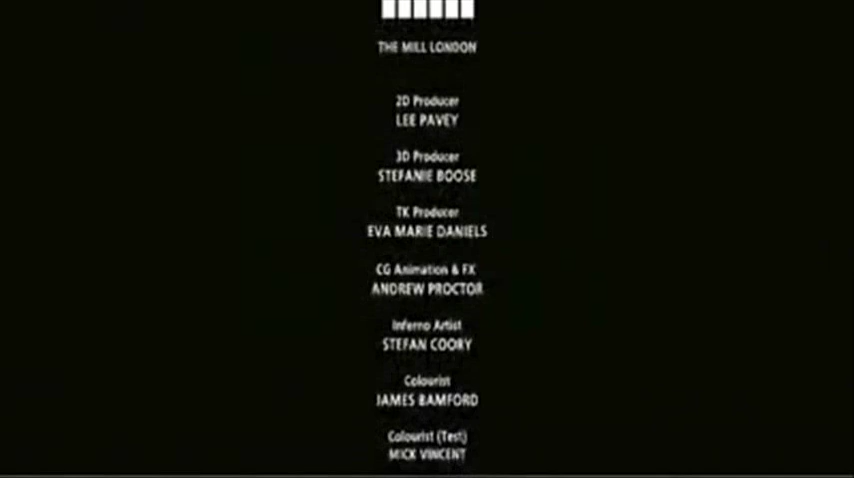 THE MILL LONDON
2D Producer
LEE PAVEY
3D Producer
STEFANIE BOOSE
TK Producer
EVA MARIE DANIELS
CG Animation & FX
ANDREW PROCTOR
Inferno Artist
STEFAN COORY
Colourist
JAMES BAMFORD
Colourist (Test)
MICK VINCENT